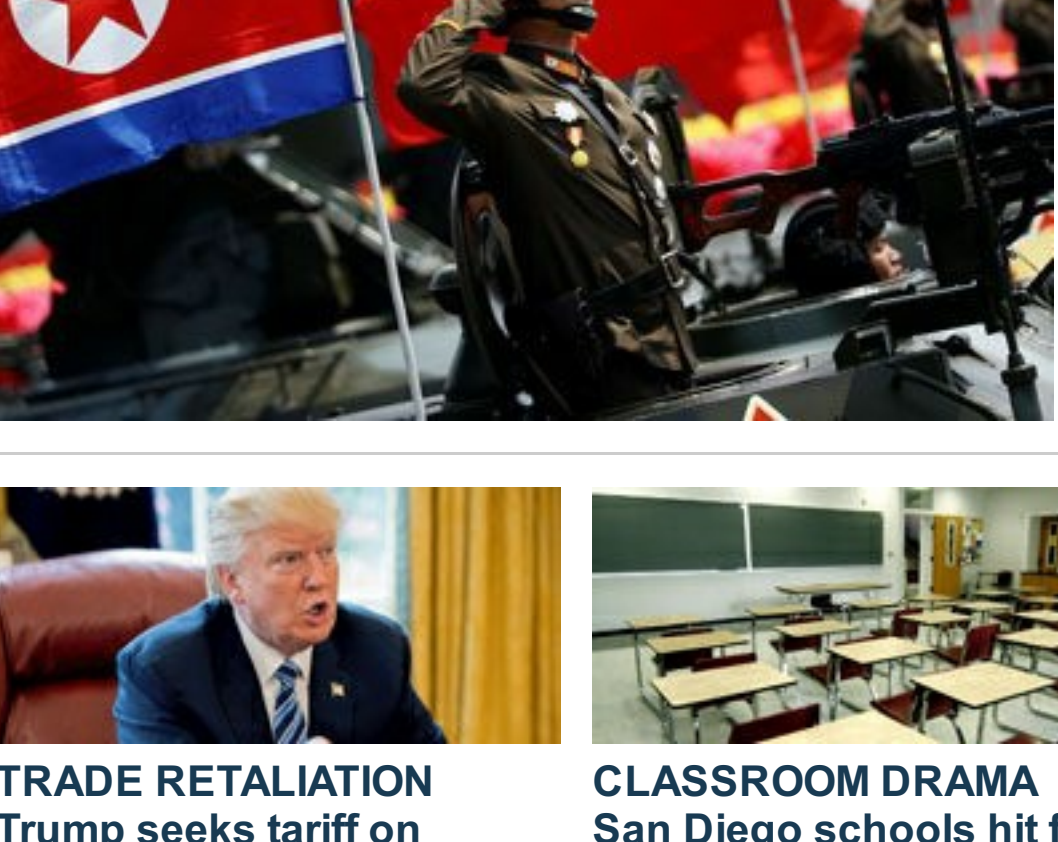 TRADE RETALIATION
Trump seeks tariff on
CLASSROOM DRAMA
San Diego schools hit